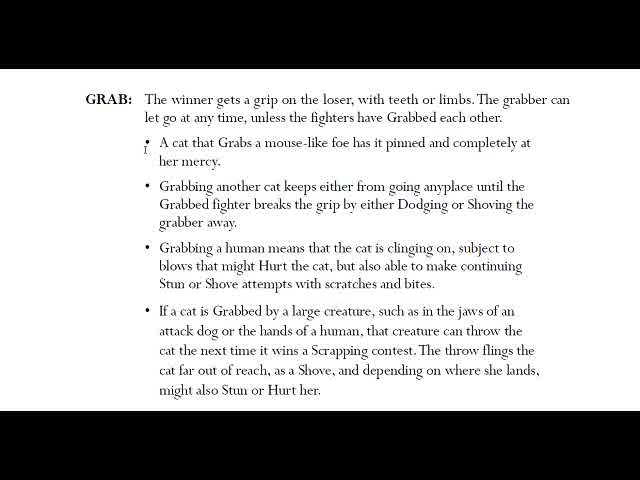 GRAB: The winner gets a grip on the loser, with teeth or limbs. The grabber can
let go at any time, unless the fighters have Grabbed each other.
• A cat that Grabs a mouse-like foe has it pinned and completely at
her mercy.
• Grabbing another cat keeps either from going anyplace until the
Grabbed fighter breaks the grip by either Dodging or Shoving the
grabber away.
• Grabbing a human means that the cat is clinging on, subject to
blows that might Hurt the cat, but also able to make continuing
Stun or Shove attempts with scratches and bites.
• If a cat is Grabbed by a large creature, such as in the jaws of an
attack dog or the hands of a human, that creature can throw the
cat the next time it wins a Scrapping contest. The throw flings the
cat far out of reach, as a Shove, and depending on where she lands,
might also Stun or Hurt her.